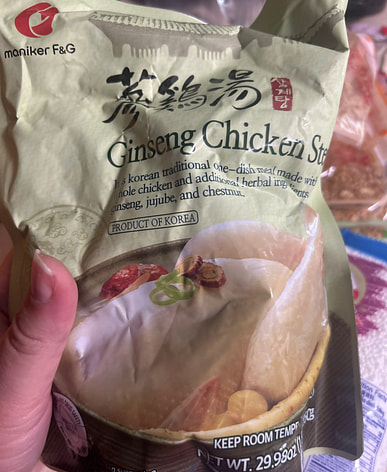 maniker F&G
蔘鷄湯
삼계탕
Ginseng Chicken Ste
korean traditional one-dish meal made with
hole chicken and additional herbal ing ients
inseng, jujube, and chestnut.
PRODUCT OF KOREA
KEEP ROOM TEMP
NET WT. 29.98oz